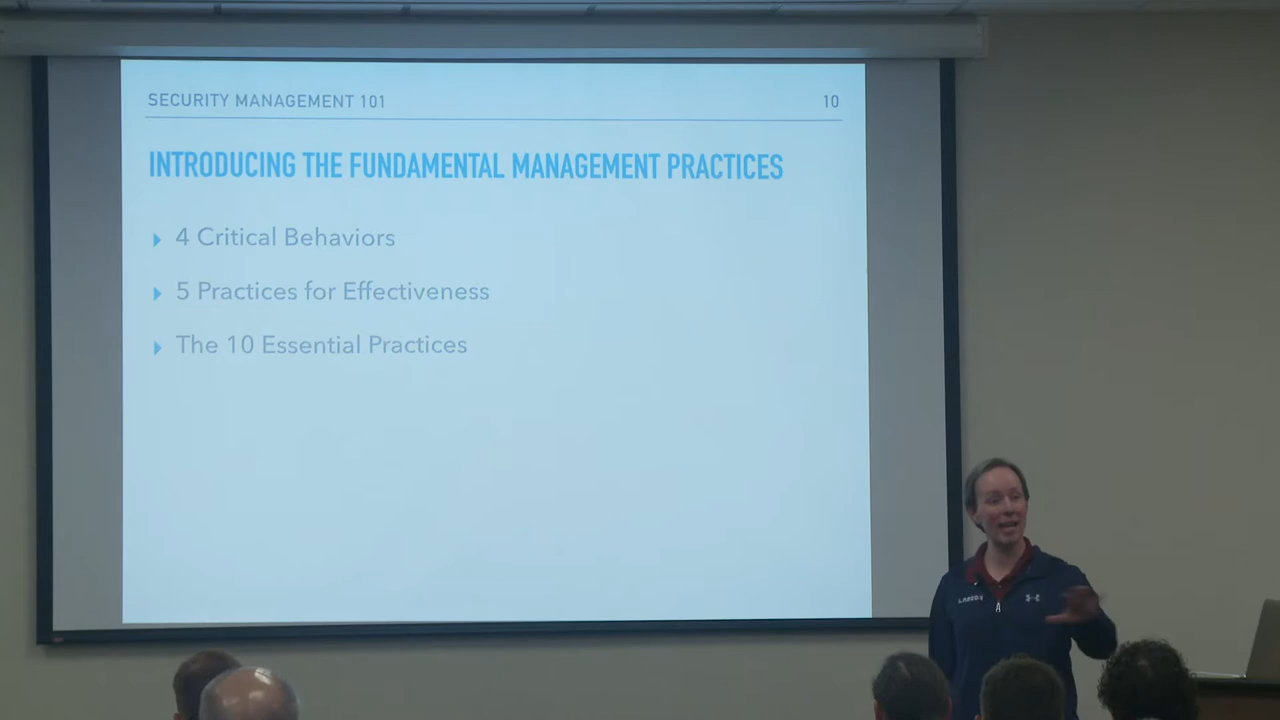 SECURITY MANAGEMENT 101
10
INTRODUCING THE FUNDAMENTAL MANAGEMENT PRACTICES
4 Critical Behaviors
5 Practices for Effectiveness
The 10 Essential Practices